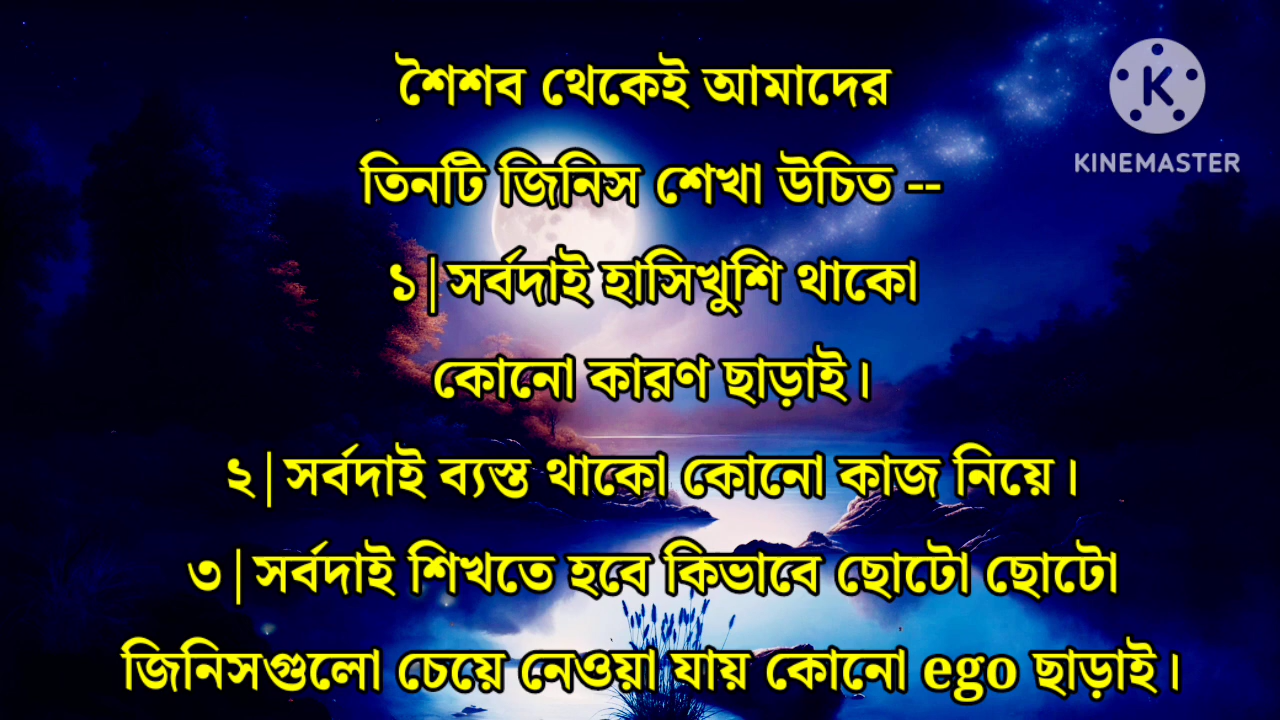 শৈশব থেকেই আমাদের
তিনটি জিনিস শেখা উচিত --
১| সর্বদাই হাসিখুশি থাকো
কোনো কারণ ছাড়াই।
২| সর্বদাই ব্যস্ত থাকো কোনো কাজ নিয়ে।
৩| সর্বদাই শিখতে হবে কিভাবে ছোটো ছোটো
জিনিসগুলো চেয়ে নেওয়া যায় কোনো ego ছাড়াই।
K
KINEMASTER